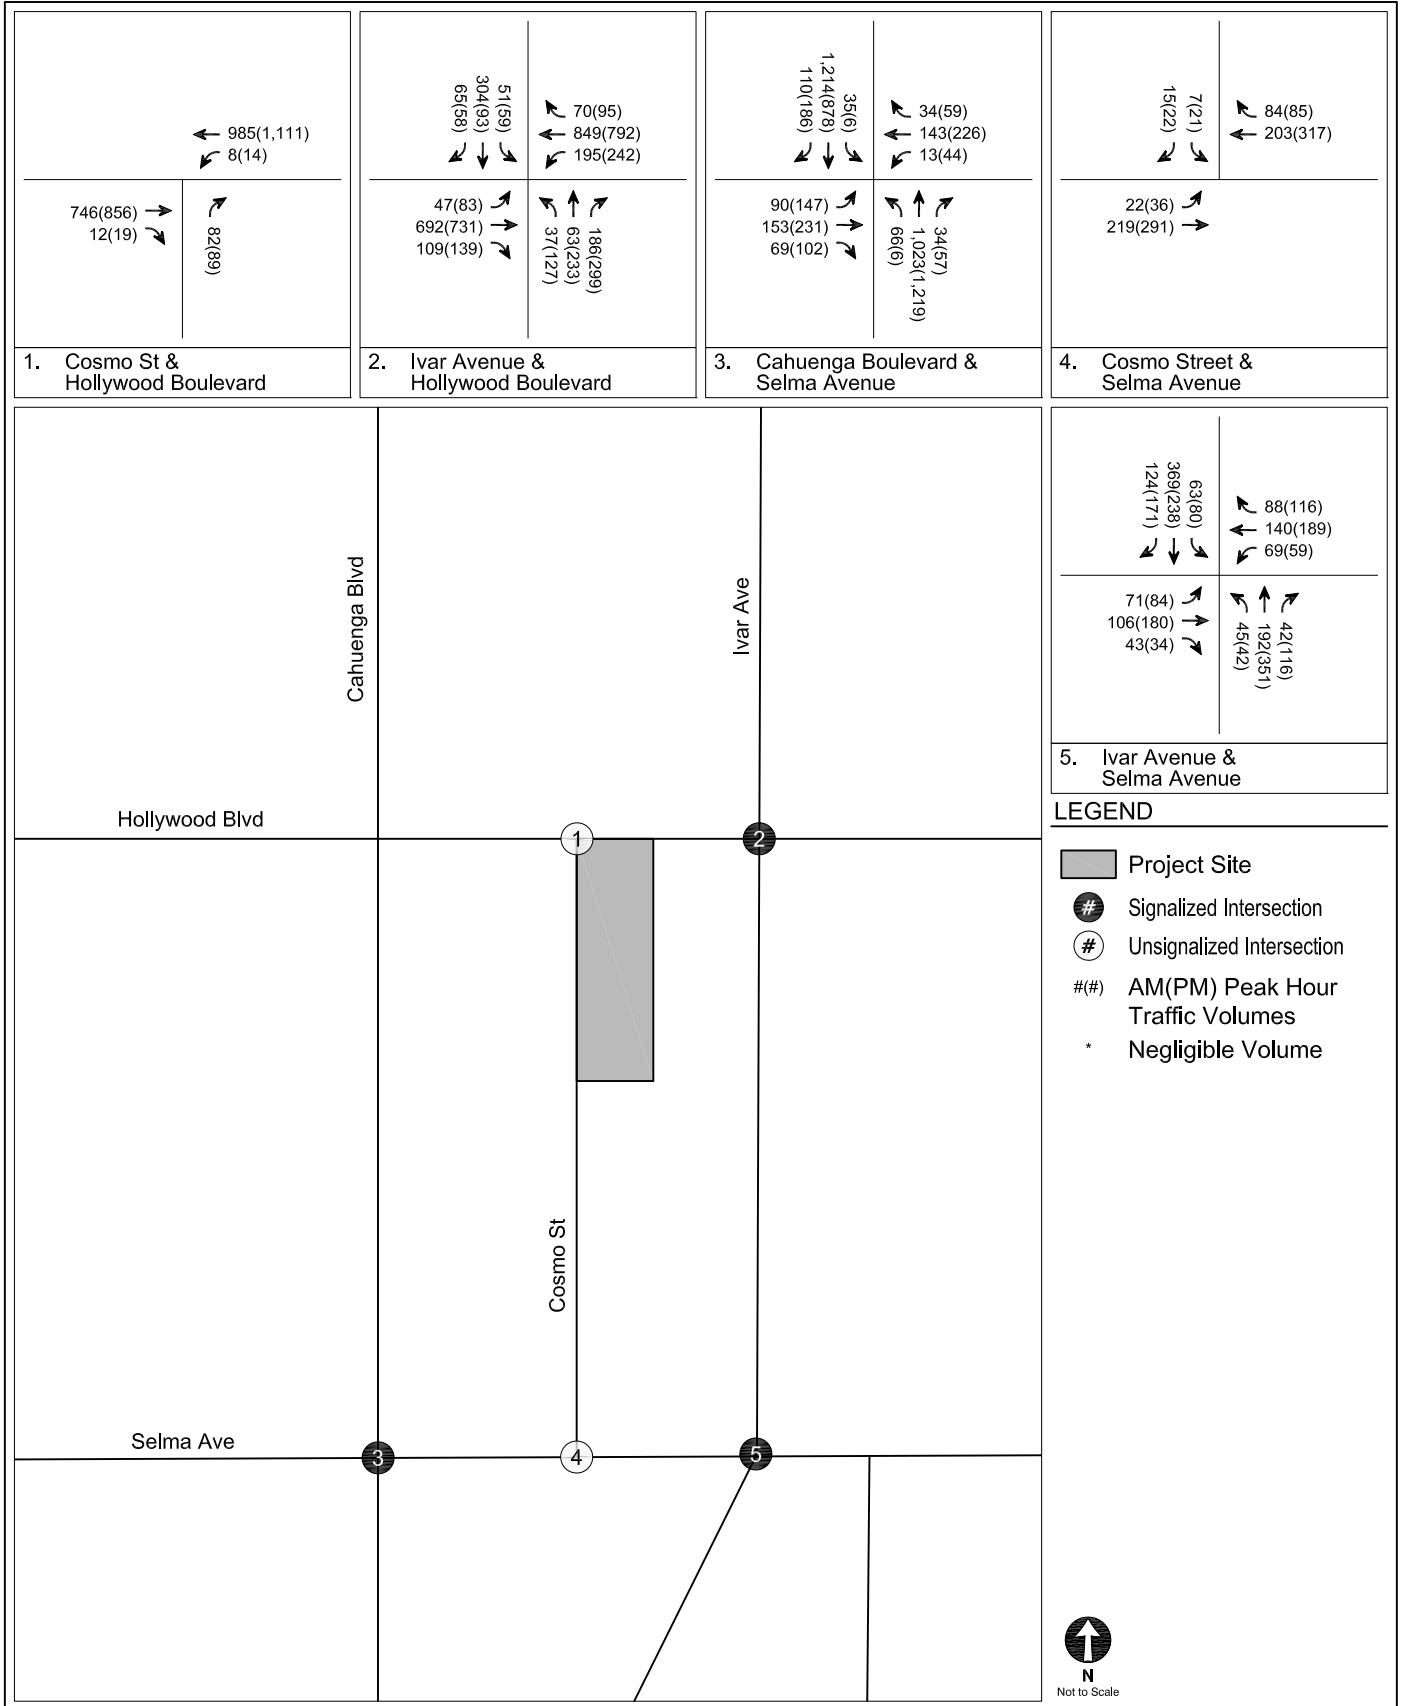 985(1,111)
8(14)
746(856)
12(19)
82(89)
1. Cosmo St &
Hollywood Boulevard
65(58)
304(93)
51(59)
70(95)
849(792)
195(242)
47(83)
692(731)
109(139)
37(127)
63(233)
186(299)
2. Ivar Avenue &
Hollywood Boulevard
110(186)
1,214(878)
35(6)
34(59)
143(226)
13(44)
90(147)
153(231)
69(102)
66(6)
1,023(1,219)
34(57)
3. Cahuenga Boulevard &
Selma Avenue
15(22)
7(21)
84(85)
203(317)
22(36)
219(291)
4. Cosmo Street &
Selma Avenue
124(171)
369(238)
63(80)
88(116)
140(189)
69(59)
71(84)
106(180)
43(34)
45(42)
192(351)
42(116)
5. Ivar Avenue &
Selma Avenue
Cahuenga Blvd
Ivar Ave
Hollywood Blvd
1
2
Cosmo St
Selma Ave
3
4
5
LEGEND
Project Site
# Signalized Intersection
# Unsignalized Intersection
#(#) AM(PM) Peak Hour
Traffic Volumes
* Negligible Volume
N
Not to Scale